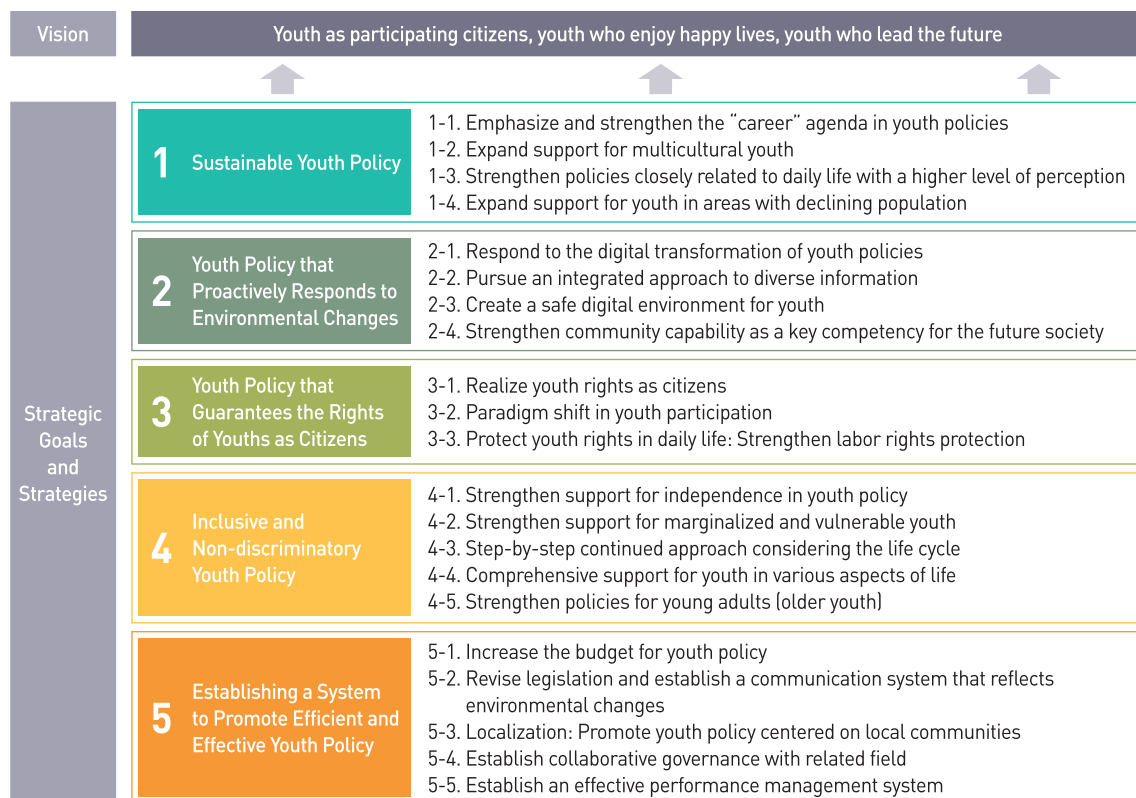 Vision
Youth as participating citizens, youth who enjoy happy lives, youth who lead the future
Strategic
Goals
and
Strategies
1
Sustainable Youth Policy
1-1. Emphasize and strengthen the “career” agenda in youth policies
1-2. Expand support for multicultural youth
1-3. Strengthen policies closely related to daily life with a higher level of perception
1-4. Expand support for youth in areas with declining population
2
Youth Policy that
Proactively Responds to
Environmental Changes
2-1. Respond to the digital transformation of youth policies
2-2. Pursue an integrated approach to diverse information
2-3. Create a safe digital environment for youth
2-4. Strengthen community capability as a key competency for the future society
3
Youth Policy that
Guarantees the Rights
of Youths as Citizens
3-1. Realize youth rights as citizens
3-2. Paradigm shift in youth participation
3-3. Protect youth rights in daily life: Strengthen labor rights protection
4
Inclusive and
Non-discriminatory
Youth Policy
4-1. Strengthen support for independence in youth policy
4-2. Strengthen support for marginalized and vulnerable youth
4-3. Step-by-step continued approach considering the life cycle
4-4. Comprehensive support for youth in various aspects of life
4-5. Strengthen policies for young adults (older youth)
5
Establishing a System
to Promote Efficient and
Effective Youth Policy
5-1. Increase the budget for youth policy
5-2. Revise legislation and establish a communication system that reflects
environmental changes
5-3. Localization: Promote youth policy centered on local communities
5-4. Establish collaborative governance with related field
5-5. Establish an effective performance management system